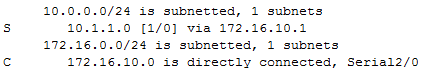 10.0.0.0/24 is subnetted, 1 subnets
S 10.1.1.0 [1/0] via 172.16.10.1
172.16.0.0/24 is subnetted, 1 subnets
C 172.16.10.0 is directly connected, Serial2/0